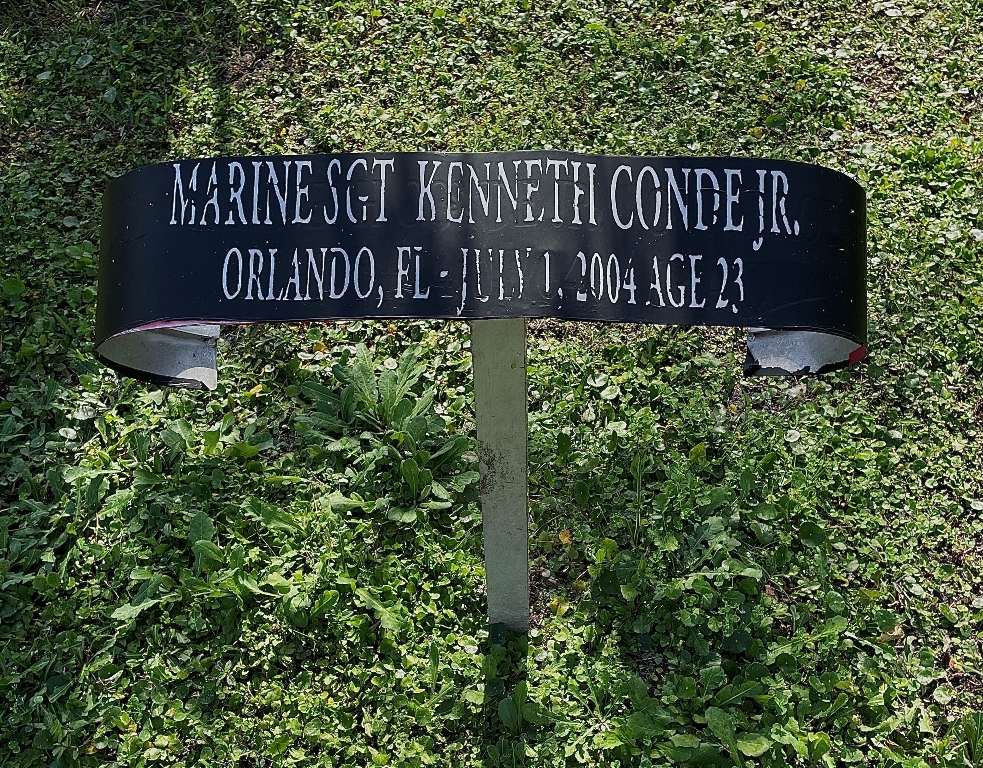 MARINE SGT KENNETH CONDE JR.
ORLANDO, FL - JULY 1, 2004 AGE 23